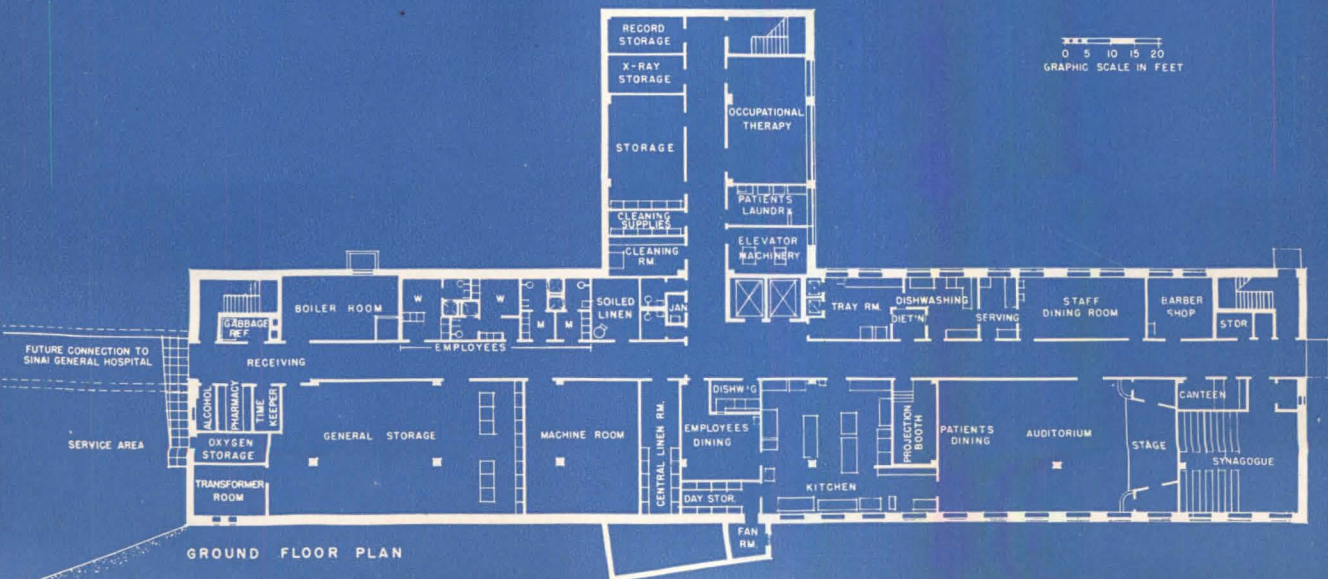 RECORD
STORAGE
X-RAY
STORAGE
STORAGE
CLEANING
SUPPLIES
CLEANING
RM.
OCCUPATIONAL
THERAPY
PATIENTS
LAUNDRY
ELEVATOR
MACHINERY
0 5 10 15 20
GRAPHIC SCALE IN FEET
GABBAGE
REF.
BOILER ROOM
W
W
M
M
SOILED
LINEN
JAN.
TRAY RM.
DISHWASHING
DIET'N
SERVING
STAFF
DINING ROOM
BARBER
SHOP
STOR.
EMPLOYEES
RECEIVING
FUTURE CONNECTION TO
SINAI GENERAL HOSPITAL
SERVICE AREA
ALCOHOL
PHARMACY
TIME
KEEPER
OXYGEN
STORAGE
TRANSFORMER
ROOM
GENERAL STORAGE
MACHINE ROOM
CENTRAL LINEN RM.
DISHW'G
EMPLOYEES
DINING
DAY STOR.
KITCHEN
PROJECTION
BOOTH
PATIENTS
DINING
AUDITORIUM
STAGE
CANTEEN
SYNAGOGUE
FAN
RM.
GROUND FLOOR PLAN